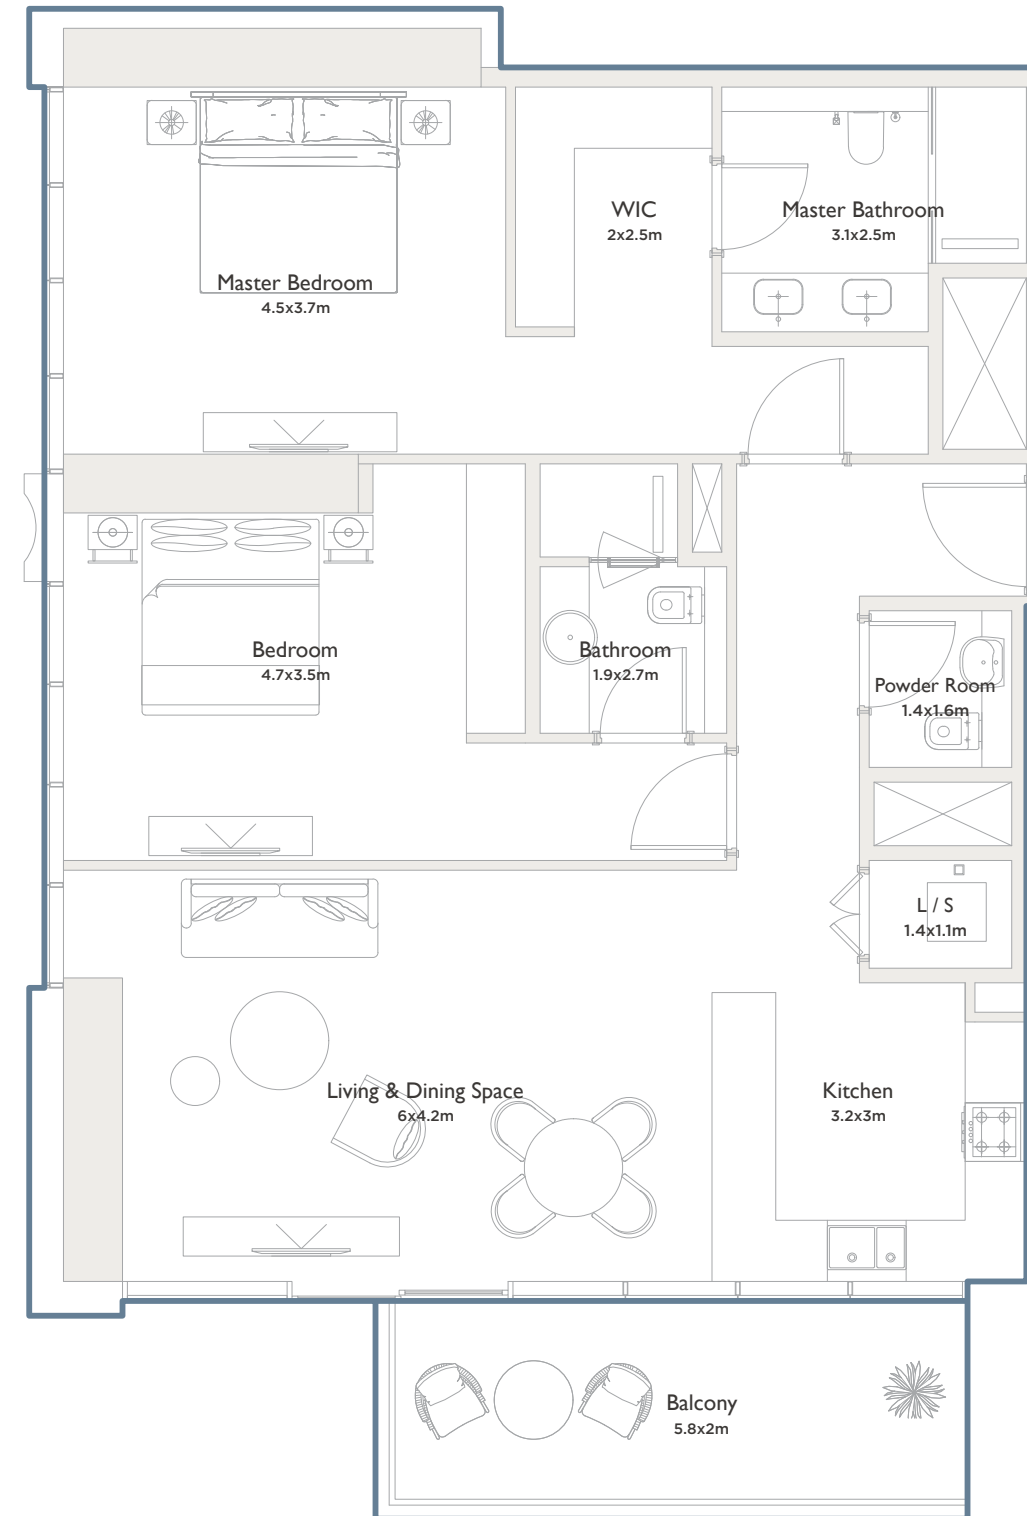 WIC
2x2.5m
Master Bathroom
3.1x2.5m
Master Bedroom
4.5x3.7m
Bedroom
4.7x3.5m
Bathroom
1.9x2.7m
Powder Room
1.4x1.6m
L / S
1.4x1.1m
Living & Dining Space
6x4.2m
Kitchen
3.2x3m
Balcony
5.8x2m